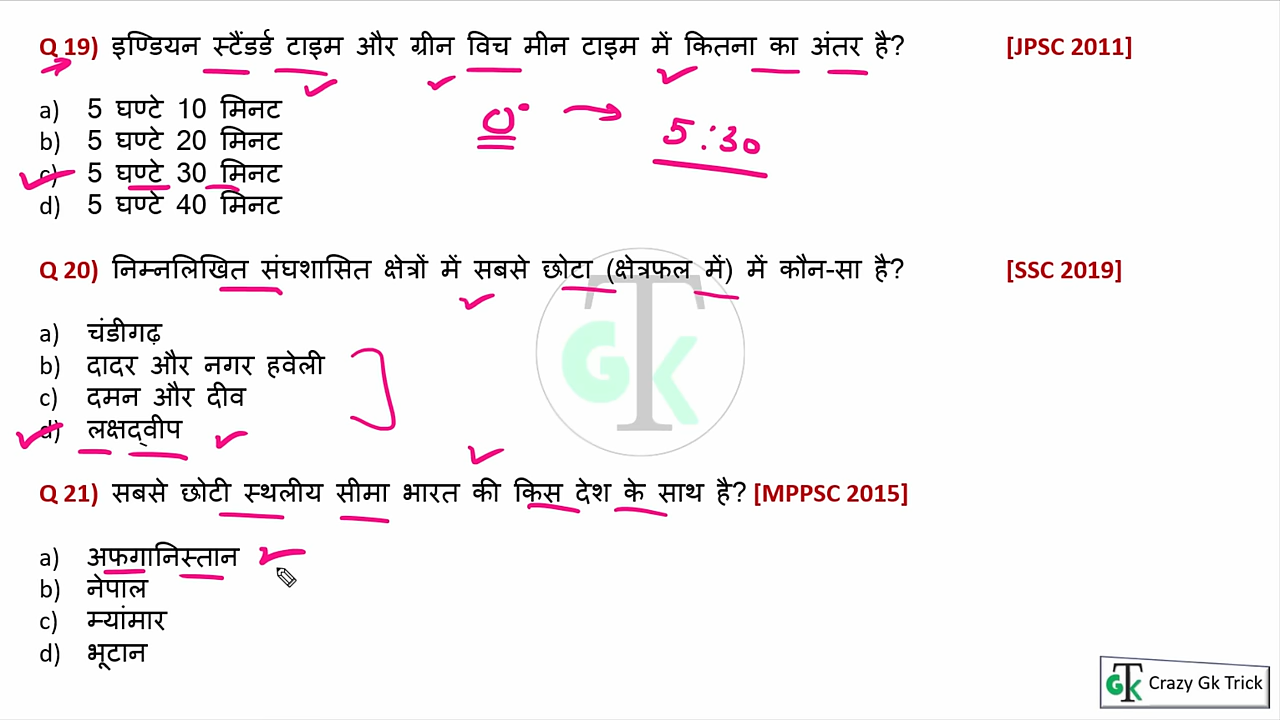 Q 19) इण्डियन स्टैंडर्ड टाइम और ग्रीन विच मीन टाइम में कितना का अंतर है? [JPSC 2011]
a) 5 घण्टे 10 मिनट
0° → 5:30
b) 5 घण्टे 20 मिनट
c) 5 घण्टे 30 मिनट
d) 5 घण्टे 40 मिनट
Q 20) निम्नलिखित संघशासित क्षेत्रों में सबसे छोटा (क्षेत्रफल में) में कौन-सा है? [SSC 2019]
a) चंडीगढ़
b) दादर और नगर हवेली
c) दमन और दीव
d) लक्षद्वीप
GTK
Q 21) सबसे छोटी स्थलीय सीमा भारत की किस देश के साथ है? [MPPSC 2015]
a) अफगानिस्तान
b) नेपाल
c) म्यांमार
d) भूटान
GTK Crazy Gk Trick